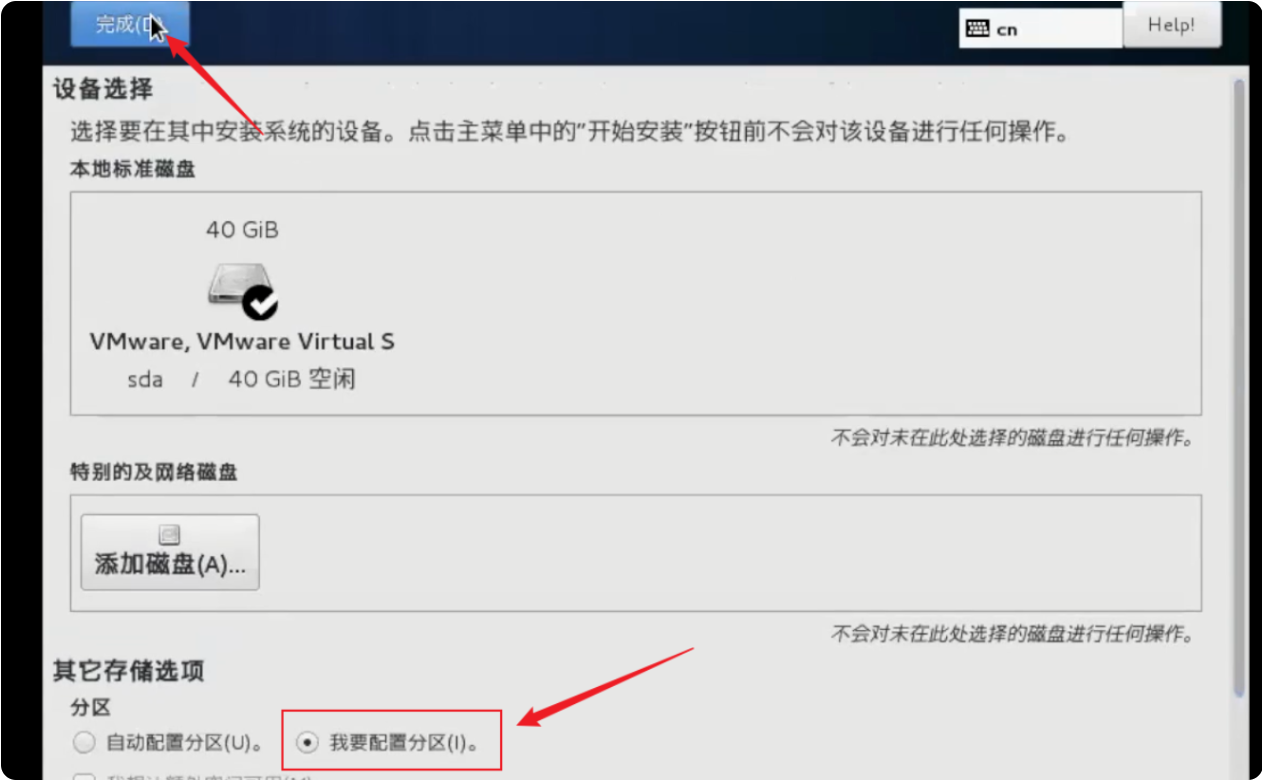 完成(D)
cn
Help!
设备选择
选择要在其中安装系统的设备。点击主菜单中的"开始安装"按钮前不会对该设备进行任何操作。
本地标准磁盘
40 GiB
VMware, VMware Virtual S
sda / 40 GiB 空闲
不会对未在此处选择的磁盘进行任何操作。
特别的及网络磁盘
添加磁盘(A)...
不会对未在此处选择的磁盘进行任何操作。
其它存储选项
分区
自动配置分区(U)。 我要配置分区(I)。